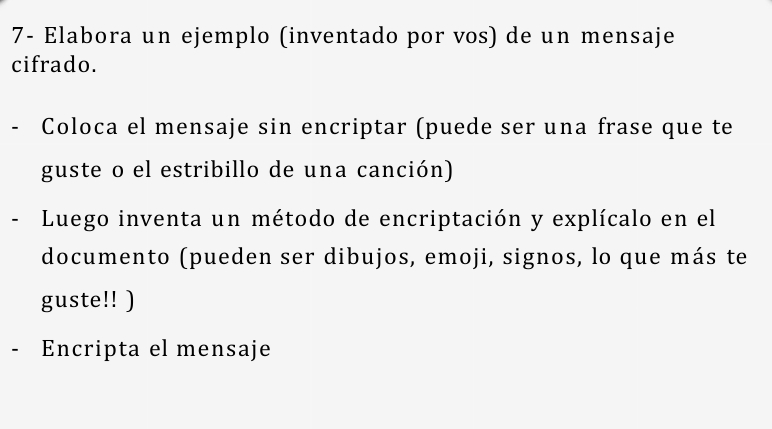 7- Elabora un ejemplo (inventado por vos) de un mensaje
cifrado.
- Coloca el mensaje sin encriptar (puede ser una frase que te
guste o el estribillo de una canción)
- Luego inventa un método de encriptación y explícalo en el
documento (pueden ser dibujos, emoji, signos, lo que más te
guste!! )
- Encripta el mensaje